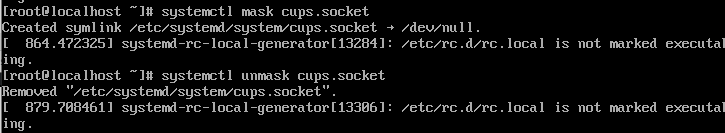 [root@localhost ~]# systemctl mask cups.socket
Created symlink /etc/systemd/system/cups.socket → /dev/null.
[  864.472325] systemd-rc-local-generator[13284]: /etc/rc.d/rc.local is not marked executa
ing.
[root@localhost ~]# systemctl unmask cups.socket
Removed "/etc/systemd/system/cups.socket".
[  879.708461] systemd-rc-local-generator[13306]: /etc/rc.d/rc.local is not marked executa
ing.